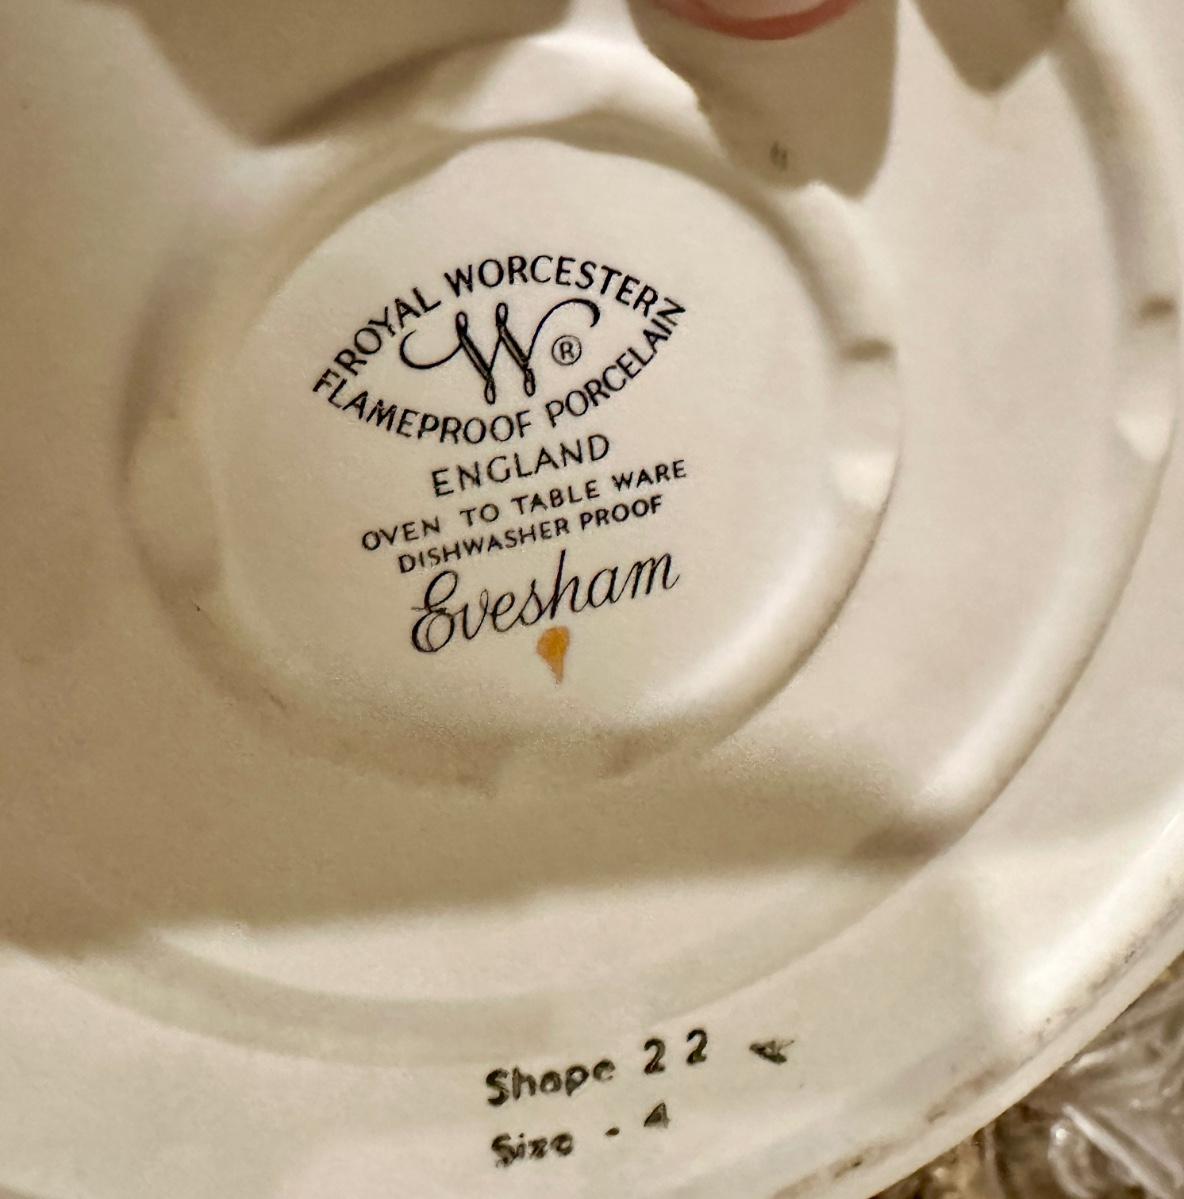 ROYAL WORCESTER
W ®
FLAMEPROOF PORCELAIN
ENGLAND
OVEN TO TABLE WARE
DISHWASHER PROOF
Evesham
Shape 22
Size - 4